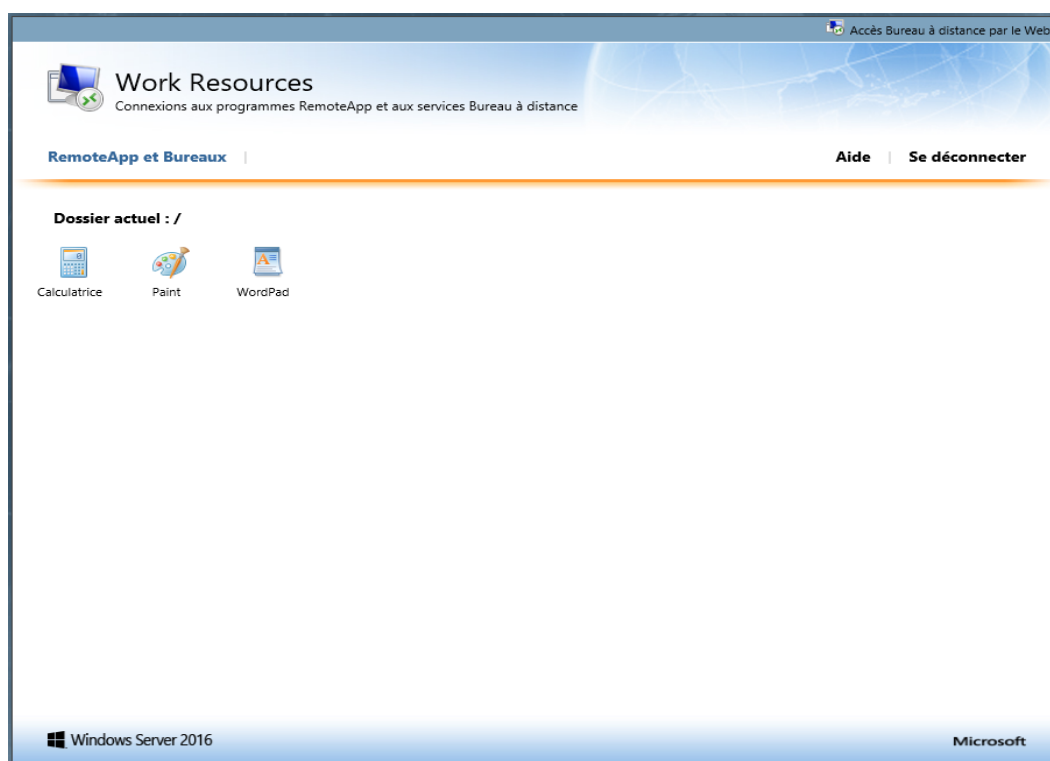 Accès Bureau à distance par le Web
Work Resources
Connexions aux programmes RemoteApp et aux services Bureau à distance
RemoteApp et Bureaux | Aide | Se déconnecter
Dossier actuel : /
Calculatrice Paint WordPad
Windows Server 2016 Microsoft